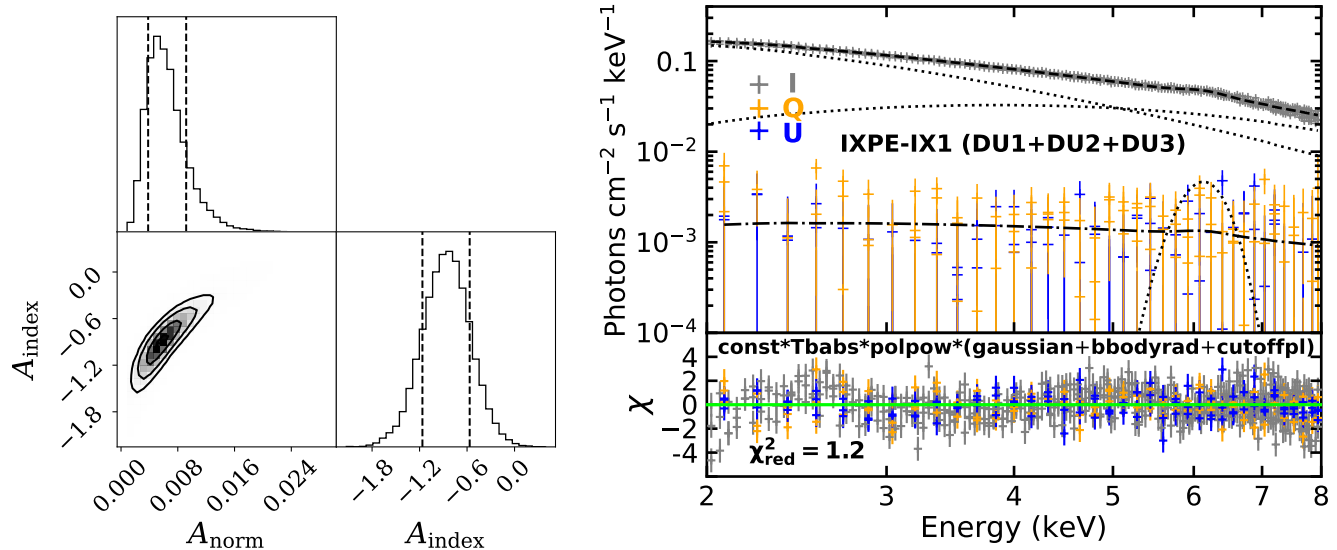 0.0
−0.6
−1.2
−1.8
A_index
0.000
0.008
0.016
0.024
A_norm
−1.8
−1.2
−0.6
0.0
A_index
Photons cm⁻² s⁻¹ keV⁻¹
0.1
10⁻²
10⁻³
10⁻⁴
I
Q
U
IXPE-IX1 (DU1+DU2+DU3)
const*Tbabs*polpow*(gaussian+bbodyrad+cutoffpl)
χ
4
2
0
−2
−4
χ²_red = 1.2
2
3
4
5
6
7
8
Energy (keV)